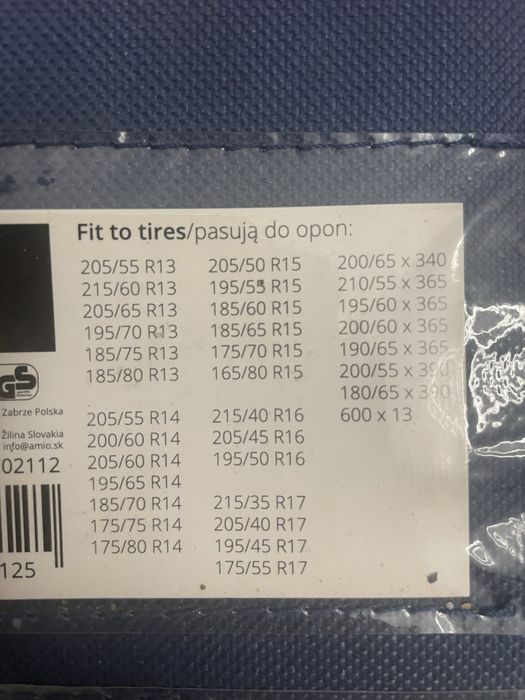 Fit to tires/pasują do opon:
205/55 R13
215/60 R13
205/65 R13
195/70 R13
185/75 R13
185/80 R13
205/55 R14
200/60 R14
205/60 R14
195/65 R14
185/70 R14
175/75 R14
175/80 R14
205/50 R15
195/55 R15
185/60 R15
185/65 R15
175/70 R15
165/80 R15
215/40 R16
205/45 R16
195/50 R16
215/35 R17
205/40 R17
195/45 R17
175/55 R17
200/65 x 340
210/55 x 365
195/60 x 365
200/60 x 365
190/65 x 365
200/55 x 390
180/65 x 390
600 x 13
GS
Zabrze Polska
Žilina Slovakia
info@amio.sk
02112
125